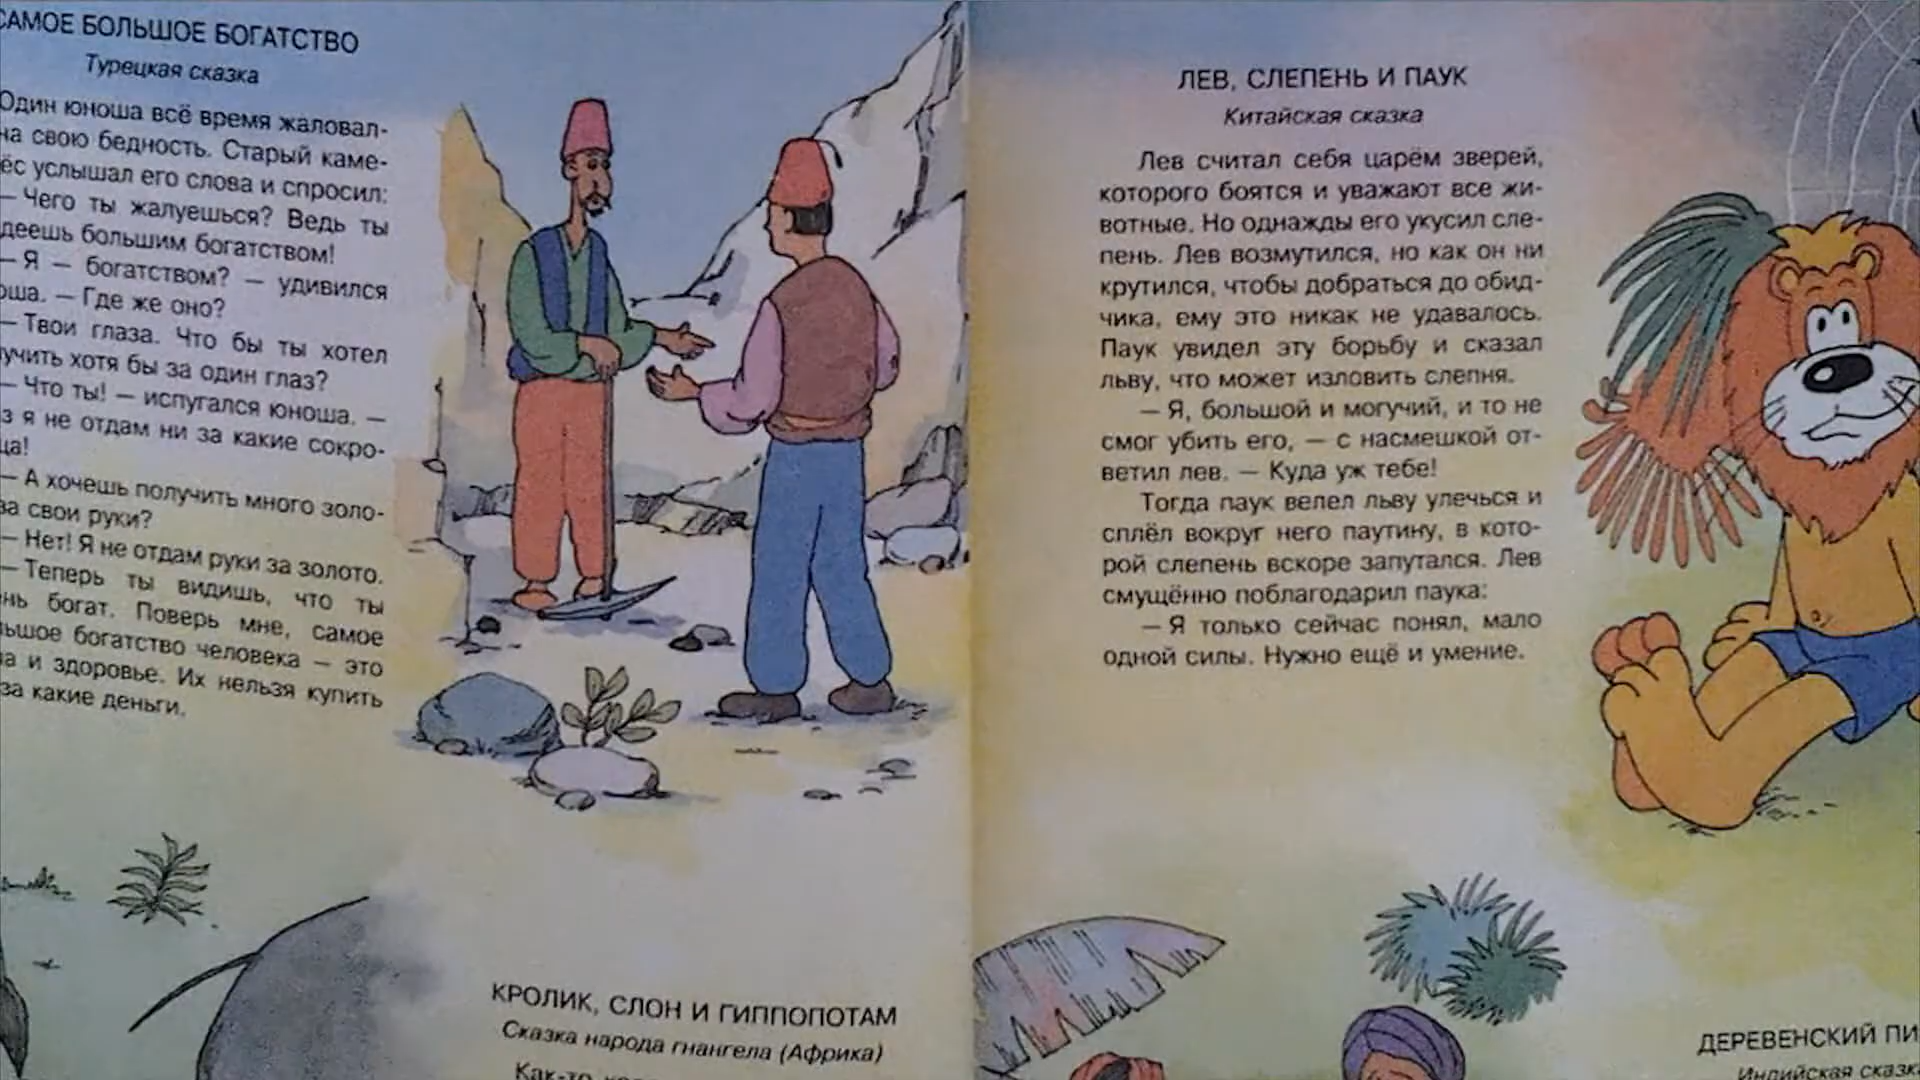 САМОЕ БОЛЬШОЕ БОГАТСТВО
Турецкая сказка
Один юноша всё время жаловал-
на свою бедность. Старый каме-
услышал его слова и спросил:
— Чего ты жалуешься? Ведь ты
большим богатством!
— Я — богатством? — удивился
— Где же оно?
— Твои глаза. Что бы ты хотел
хотя бы за один глаз?
— Что ты! — испугался юноша. —
я не отдам ни за какие сокро-
— А хочешь получить много золо-
за свои руки?
— Нет! Я не отдам руки за золото.
— Теперь ты видишь, что ты
богат. Поверь мне, самое
богатство человека — это
и здоровье. Их нельзя купить
за какие деньги.
КРОЛИК, СЛОН И ГИППОПОТАМ
Сказка народа гнангела (Африка)
Как-то
ЛЕВ, СЛЕПЕНЬ И ПАУК
Китайская сказка
Лев считал себя царём зверей,
которого боятся и уважают все жи-
вотные. Но однажды его укусил сле-
пень. Лев возмутился, но как он ни
крутился, чтобы добраться до обид-
чика, ему это никак не удавалось.
Паук увидел эту борьбу и сказал
льву, что может изловить слепня.
— Я, большой и могучий, и то не
смог убить его, — с насмешкой от-
ветил лев. — Куда уж тебе!
Тогда паук велел льву улечься и
сплёл вокруг него паутину, в кото-
рой слепень вскоре запутался. Лев
смущённо поблагодарил паука:
— Я только сейчас понял, мало
одной силы. Нужно ещё и умение.
ДЕРЕВЕНСКИЙ
Индийская сказка